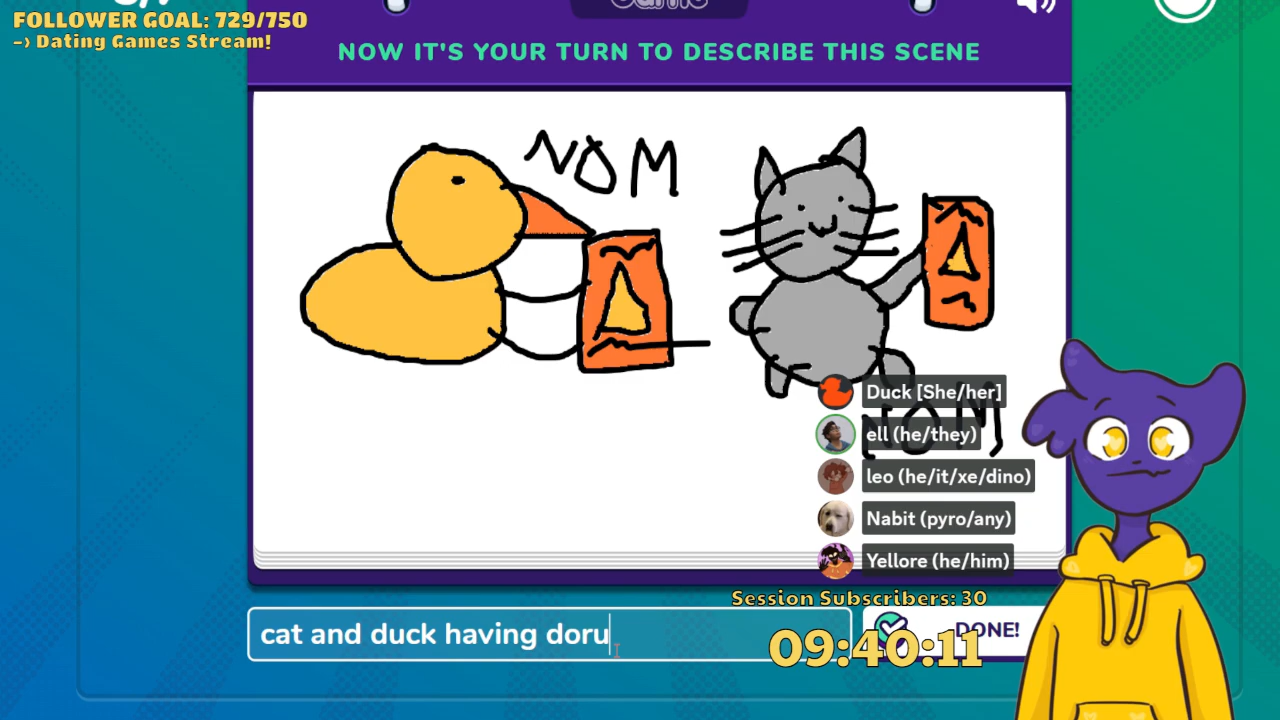 FOLLOWER GOAL: 729/750
-> Dating Games Stream!
NOW IT'S YOUR TURN TO DESCRIBE THIS SCENE
NOM
NOM
Duck [She/her]
ell (he/they)
leo (he/it/xe/dino)
Nabit (pyro/any)
Yellore (he/him)
Session Subscribers: 30
cat and duck having doru
DONE!
09:40:11